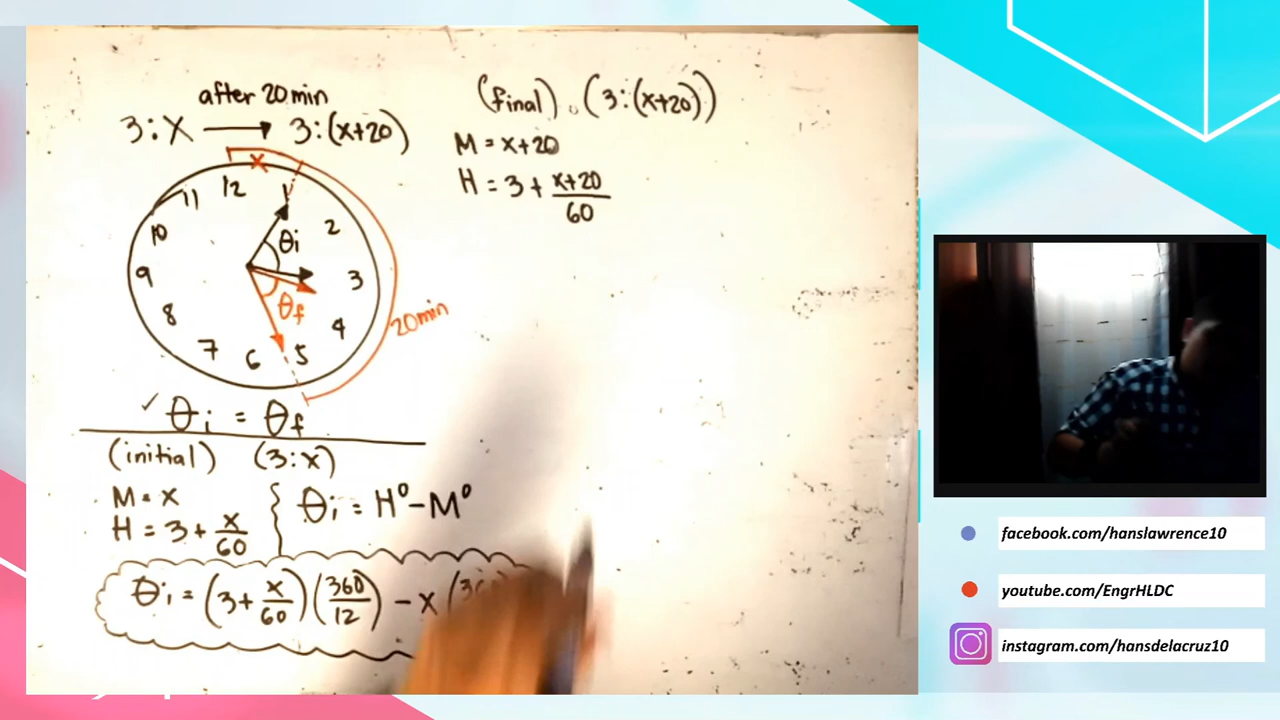 after 20 min
3:X → 3:(x+20)
x
12
11
1
10
2
θi
9
3
θf
8
4
20 min
7
6
5
✓ θi = θf
(initial) (3:x)
M = x
H = 3 + x/60
θi = H° - M°
θi = (3 + x/60)(360/12) - x(36
(final) (3:(x+20))
M = x+20
H = 3 + x+20/60
facebook.com/hanslawrence10
youtube.com/EngrHLDC
instagram.com/hansdelacruz10